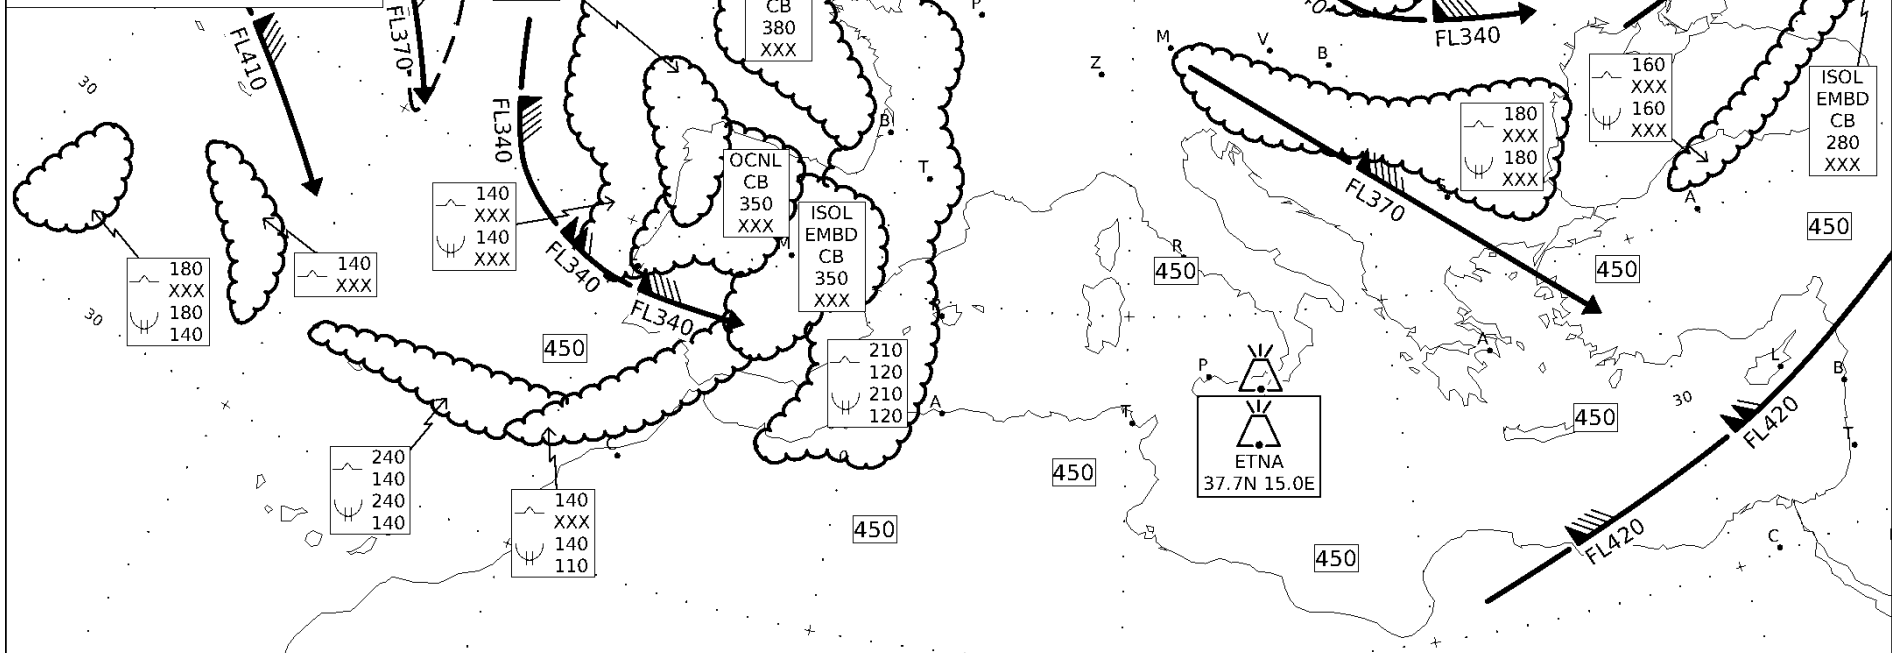 FL410
FL370
30
CB
380
XXX
P
FL340
M
V
B
Z
160
XXX
160
XXX
ISOL
EMBD
CB
280
XXX
FL340
B
180
XXX
180
XXX
OCNL
CB
350
XXX
T
S
FL370
A
140
XXX
140
XXX
ISOL
EMBD
CB
350
XXX
M
450
R
450
450
FL340
180
XXX
180
140
140
XXX
30
FL340
450
210
120
210
120
A
P
A
L
B
30
FL420
A
T
450
T
ETNA
37.7N 15.0E
240
140
240
140
450
140
XXX
140
110
450
450
FL420
C